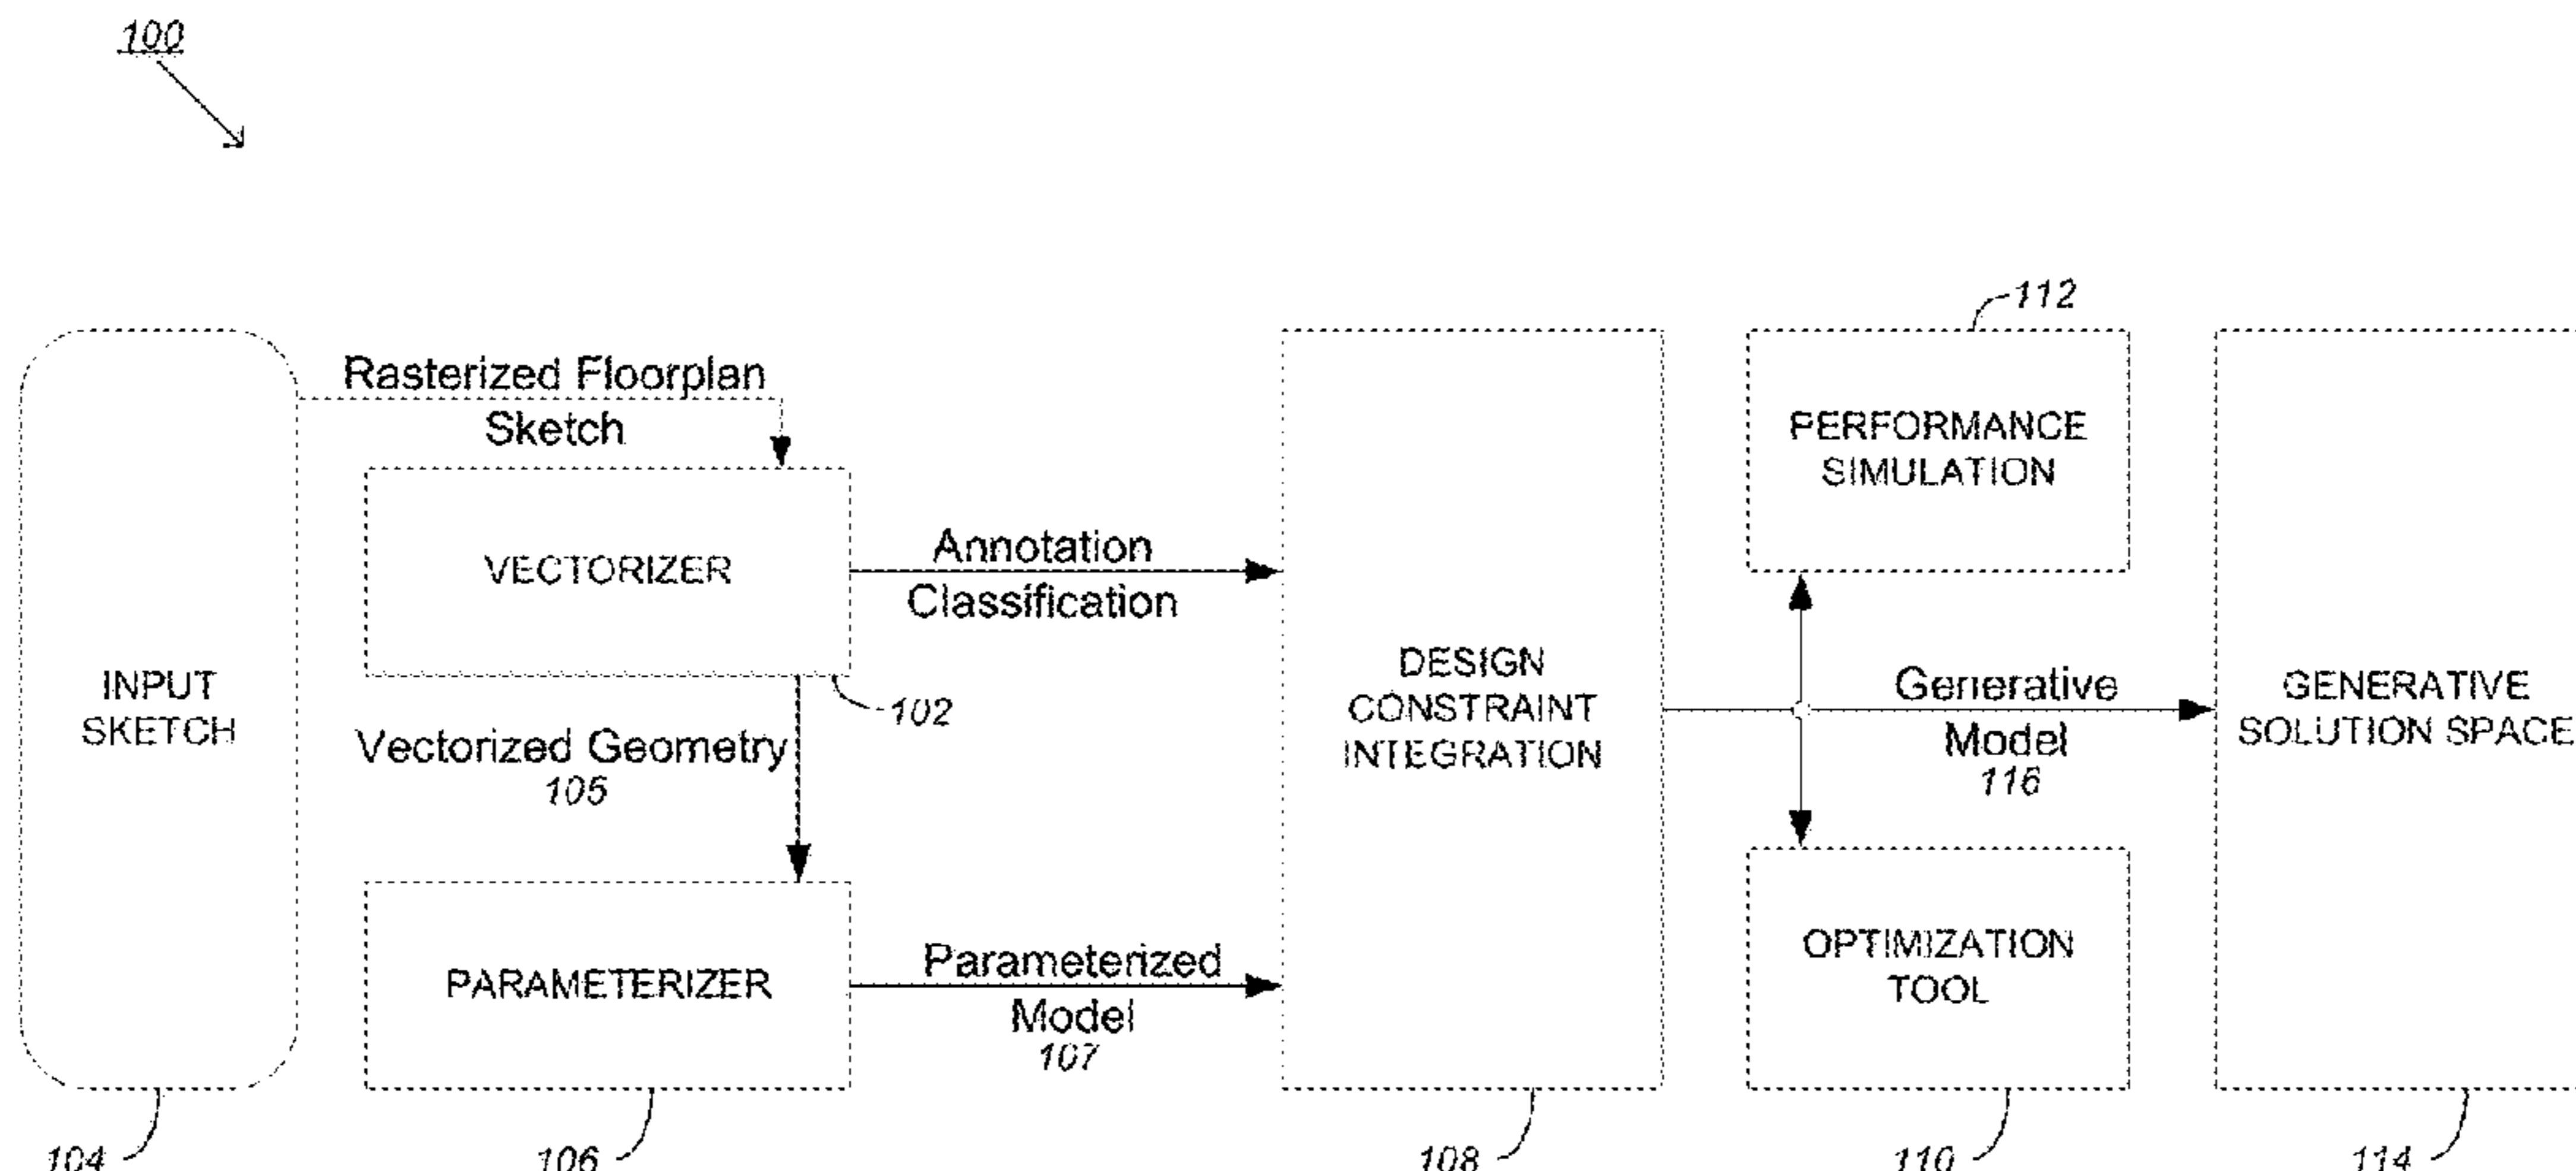 100
112
Rasterized Floorplan
Sketch
PERFORMANCE
SIMULATION
VECTORIZER
Annotation
Classification
INPUT
SKETCH
102
Vectorized Geometry
105
DESIGN
CONSTRAINT
INTEGRATION
Generative
Model
116
GENERATIVE
SOLUTION SPACE
PARAMETERIZER
Parameterized
Model
107
OPTIMIZATION
TOOL
104
106
108
110
114